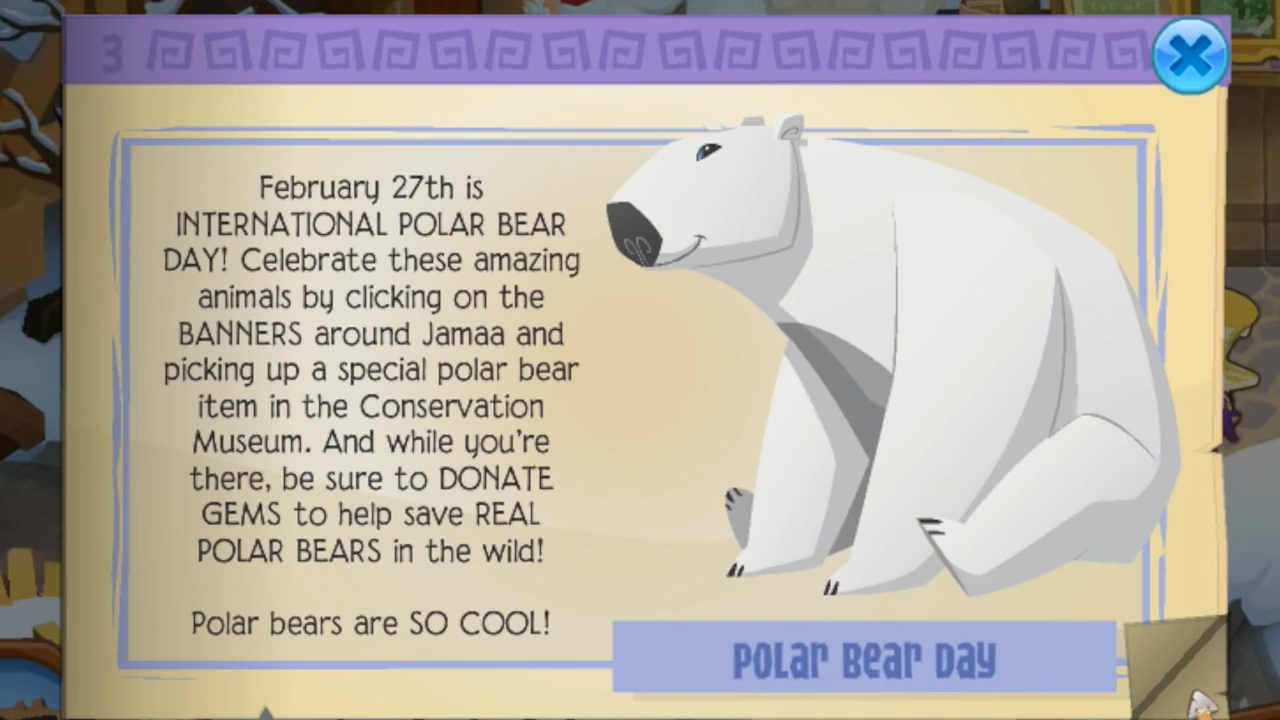 3
February 27th is
INTERNATIONAL POLAR BEAR
DAY! Celebrate these amazing
animals by clicking on the
BANNERS around Jamaa and
picking up a special polar bear
item in the Conservation
Museum. And while you're
there, be sure to DONATE
GEMS to help save REAL
POLAR BEARS in the wild!
Polar bears are SO COOL!
POLAR BEAR DAY